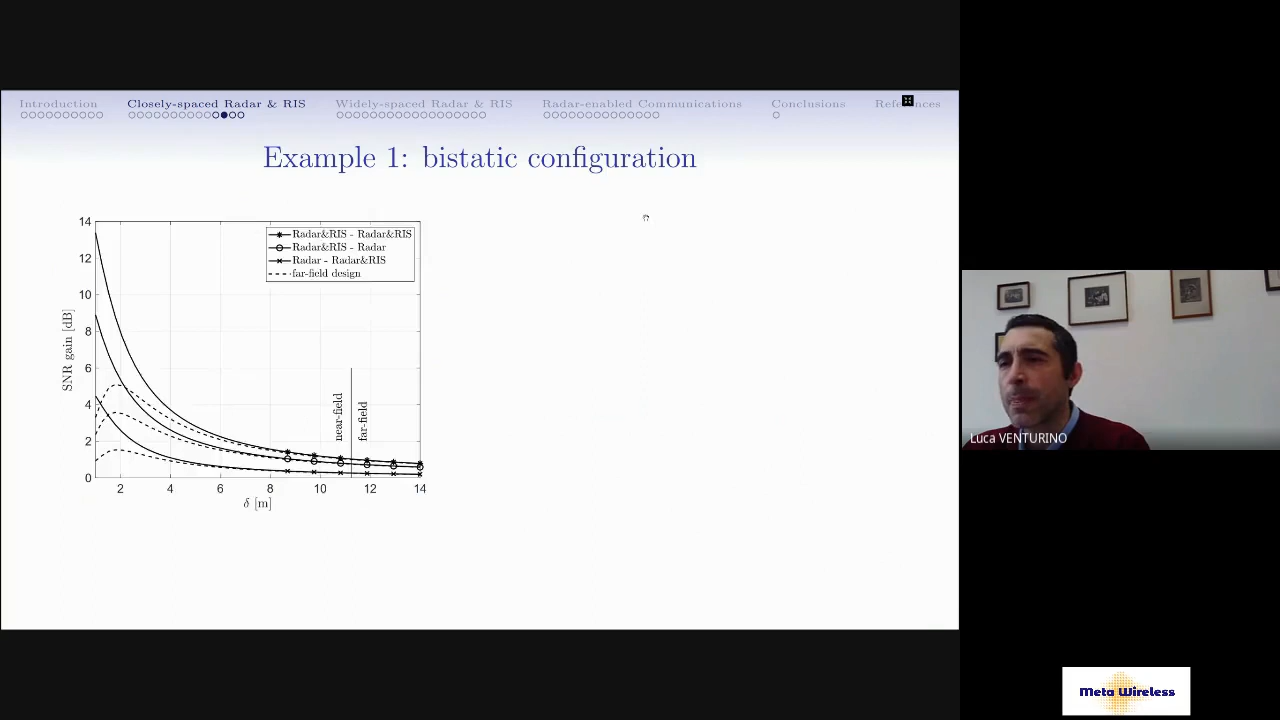 Introduction Closely-spaced Radar & RIS Widely-spaced Radar & RIS Radar-enabled Communications Conclusions
Example 1: bistatic configuration
14
12
10
8
6
4
2
0
SNR gain [dB]
Radar&RIS - Radar&RIS
Radar&RIS - Radar
Radar - Radar&RIS
far-field design
near-field
far-field
2 4 6 8 10 12 14
δ [m]
Luca VENTURINO
Meta Wireless